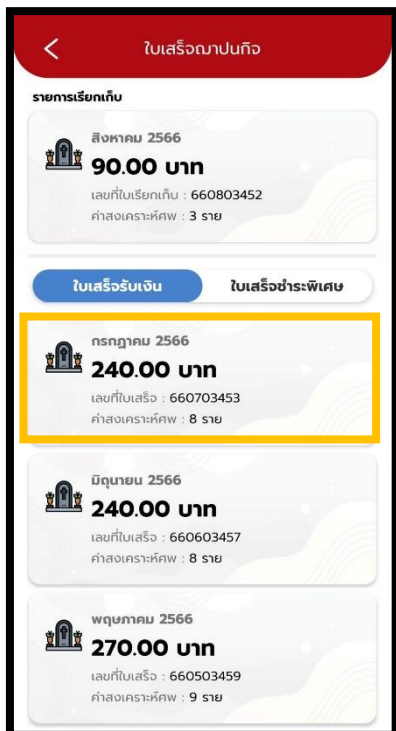 ใบเสร็จฌาปนกิจ
รายการเรียกเก็บ
สิงหาคม 2566
90.00 บาท
เลขที่ใบเรียกเก็บ : 660803452
ค่าสงเคราะห์ศพ : 3 ราย
ใบเสร็จรับเงิน ใบเสร็จชำระพิเศษ
กรกฎาคม 2566
240.00 บาท
เลขที่ใบเสร็จ : 660703453
ค่าสงเคราะห์ศพ : 8 ราย
มิถุนายน 2566
240.00 บาท
เลขที่ใบเสร็จ : 660603457
ค่าสงเคราะห์ศพ : 8 ราย
พฤษภาคม 2566
270.00 บาท
เลขที่ใบเสร็จ : 660503459
ค่าสงเคราะห์ศพ : 9 ราย